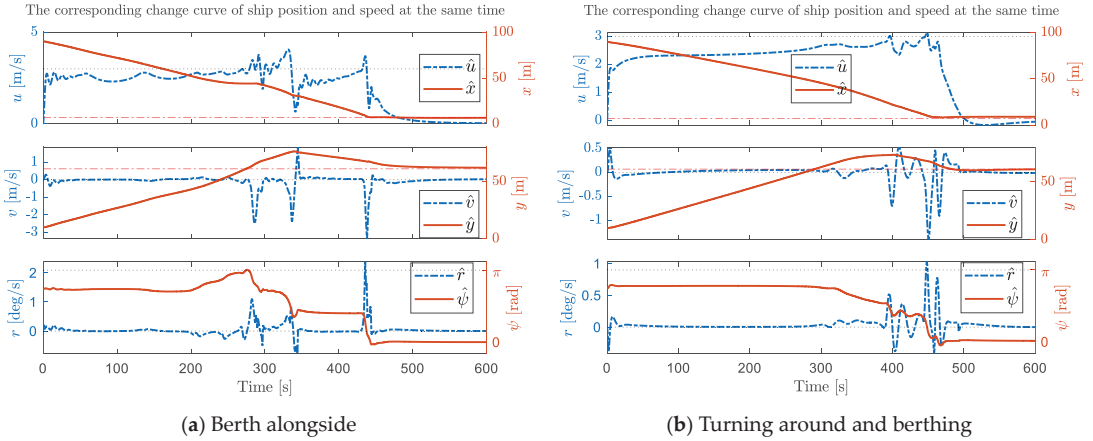 The corresponding change curve of ship position and speed at the same time
5
0
u [m/s]
û
x̂
100
50
0
x [m]
1
0
-1
-2
-3
v [m/s]
v̂
ŷ
50
0
y [m]
2
1
0
r [deg/s]
r̂
ψ̂
π
0
ψ [rad]
0 100 200 300 400 500 600
Time [s]
(a) Berth alongside
The corresponding change curve of ship position and speed at the same time
3
2
1
0
u [m/s]
û
x̂
100
50
0
x [m]
0.5
0
-0.5
-1
v [m/s]
v̂
ŷ
50
0
y [m]
1
0.5
0
r [deg/s]
r̂
ψ̂
π
0
ψ [rad]
0 100 200 300 400 500 600
Time [s]
(b) Turning around and berthing